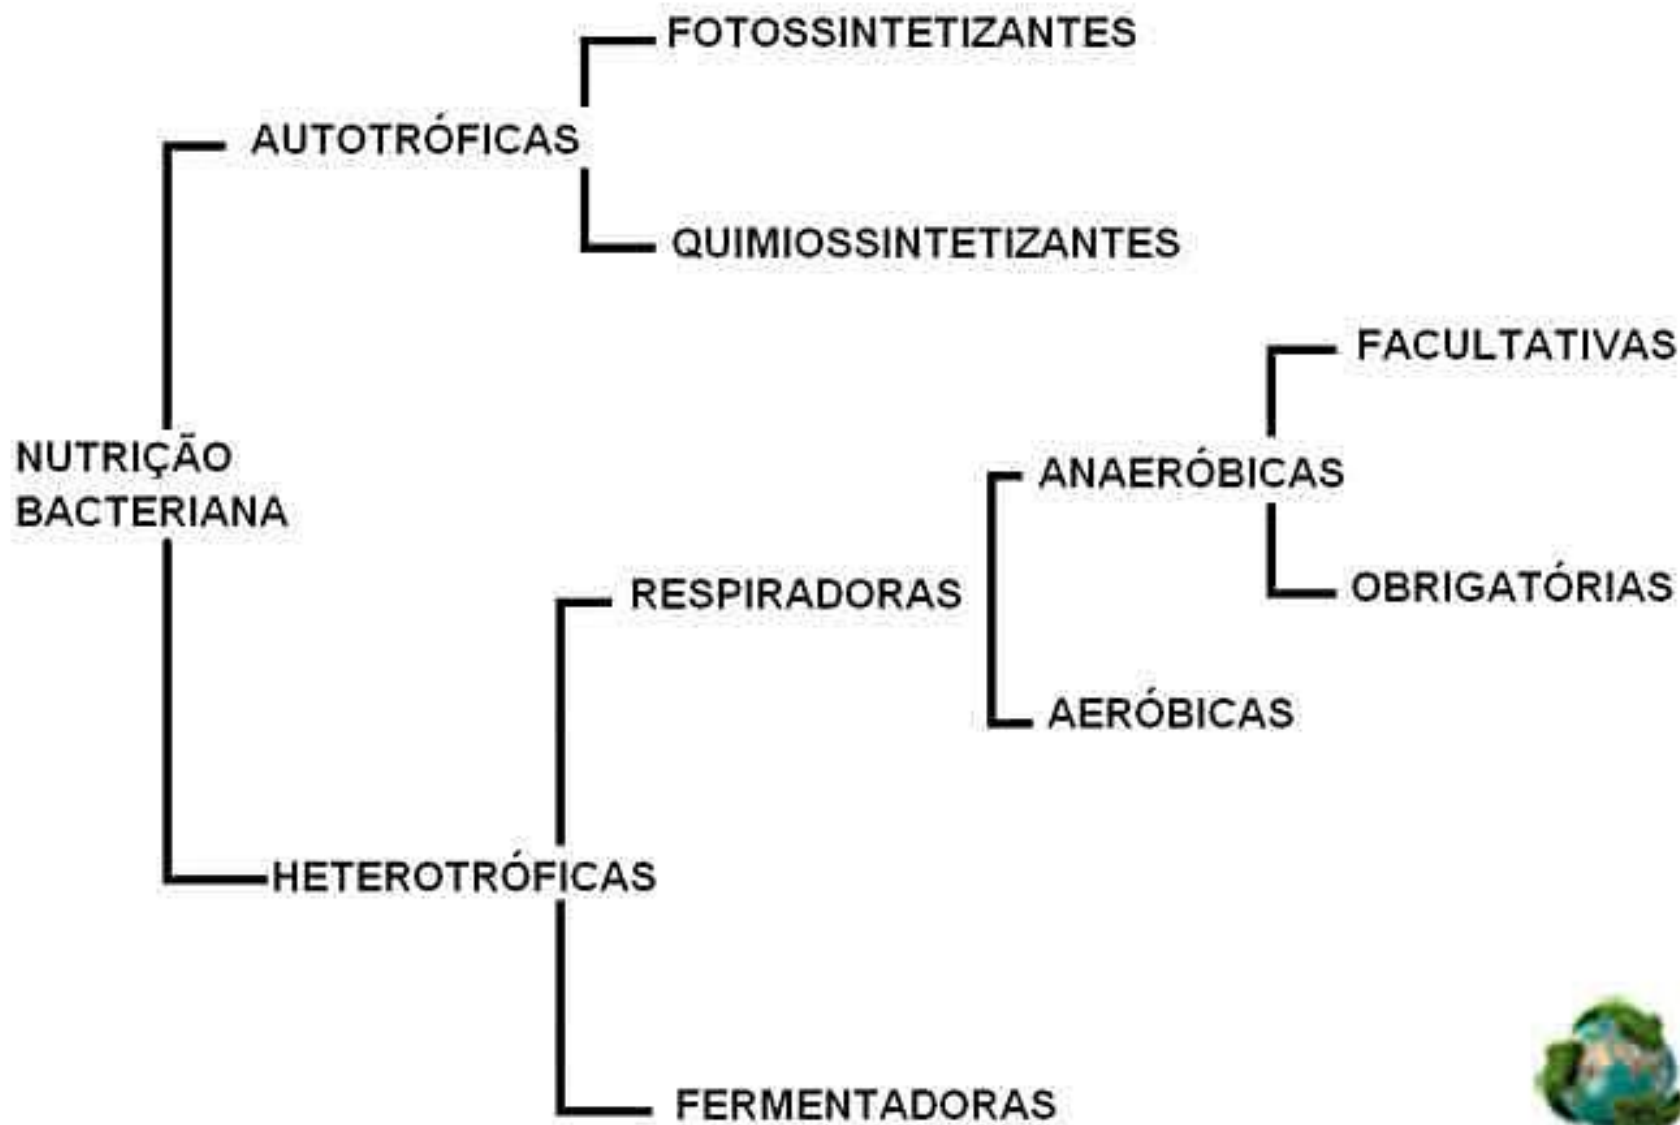 FOTOSSINTETIZANTES
AUTOTRÓFICAS
QUIMIOSSINTETIZANTES
FACULTATIVAS
NUTRIÇÃO
BACTERIANA
ANAERÓBICAS
RESPIRADORAS
OBRIGATÓRIAS
AERÓBICAS
HETEROTRÓFICAS
FERMENTADORAS